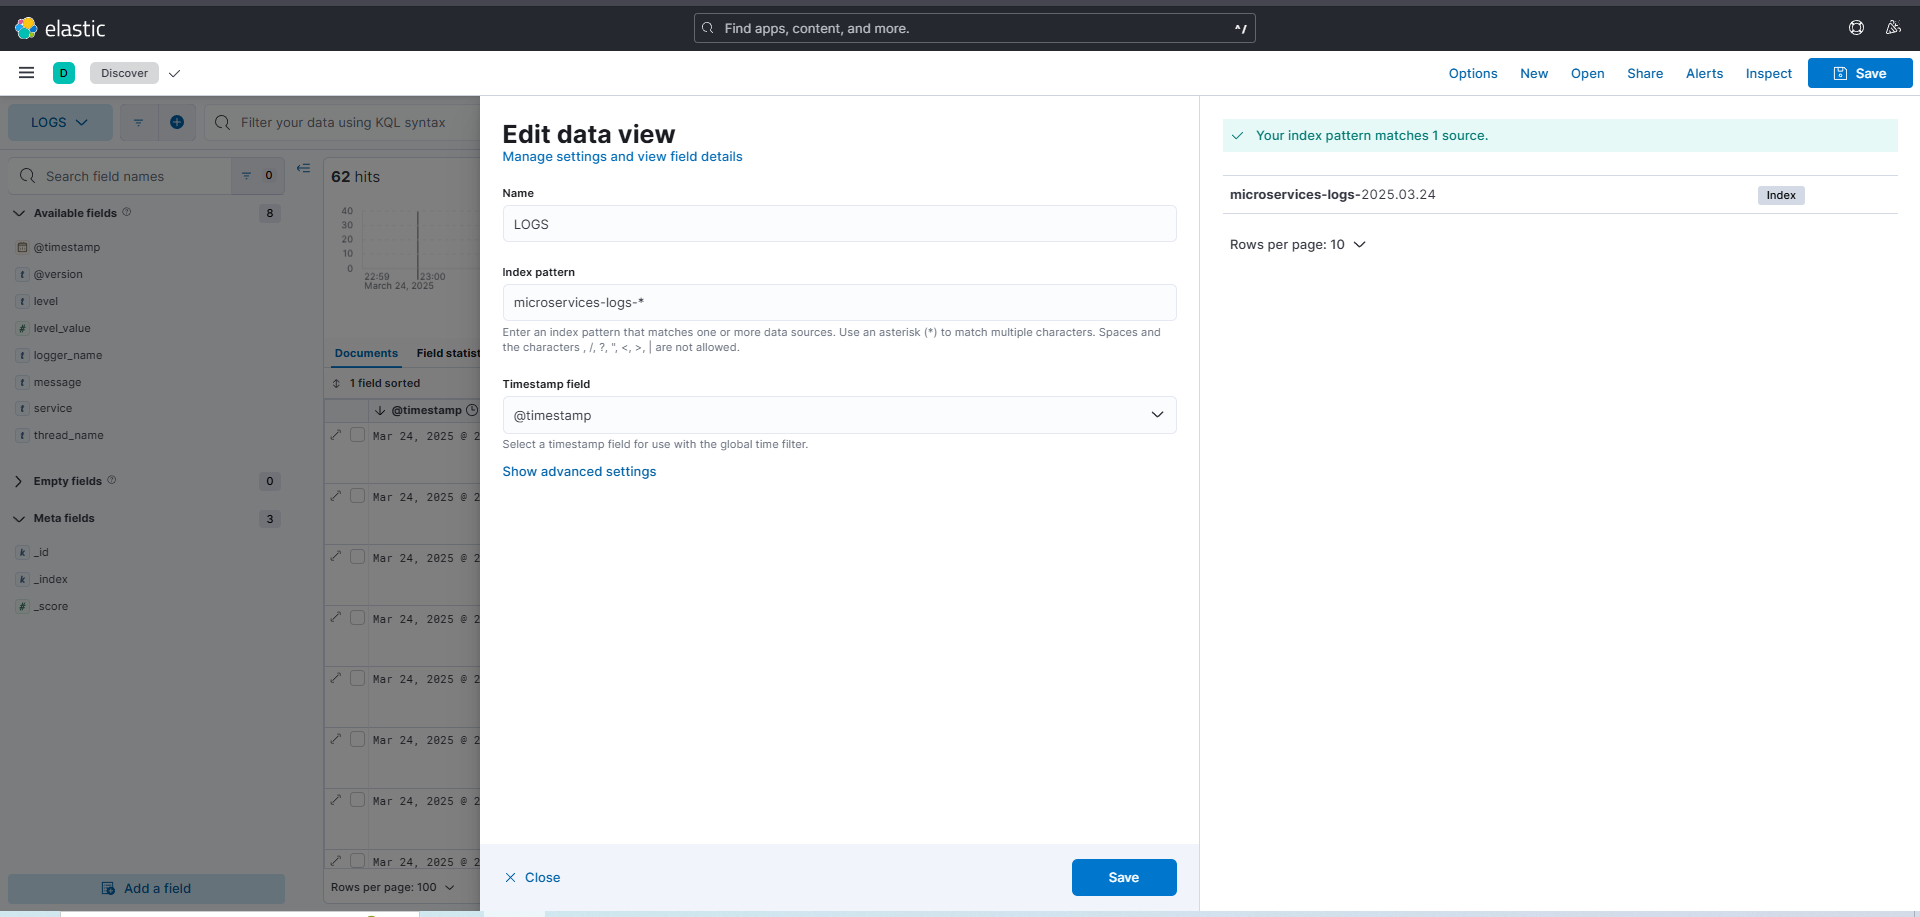 elastic
Find apps, content, and more.
^/
D
Discover
Options
New
Open
Share
Alerts
Inspect
Save
LOGS
Filter your data using KQL syntax
Search field names
0
Available fields
8
@timestamp
t @version
t level
# level_value
t logger_name
t message
t service
t thread_name
Empty fields
0
Meta fields
3
k _id
k _index
# _score
Add a field
62 hits
40
30
20
10
0
22:59
23:00
March 24, 2025
Documents
Field statist
1 field sorted
@timestamp
Mar 24, 2025 @ 2
Mar 24, 2025 @ 2
Mar 24, 2025 @ 2
Mar 24, 2025 @ 2
Mar 24, 2025 @ 2
Mar 24, 2025 @ 2
Mar 24, 2025 @ 2
Mar 24, 2025 @ 2
Rows per page: 100
Edit data view
Manage settings and view field details
Name
LOGS
Index pattern
microservices-logs-*
Enter an index pattern that matches one or more data sources. Use an asterisk (*) to match multiple characters. Spaces and
the characters , /, ?, ", <, >, | are not allowed.
Timestamp field
@timestamp
Select a timestamp field for use with the global time filter.
Show advanced settings
Close
Save
Your index pattern matches 1 source.
microservices-logs-2025.03.24
Index
Rows per page: 10